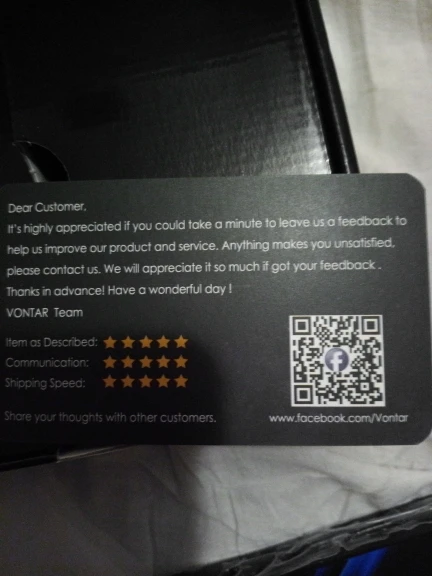 Dear Customer,
It's highly appreciated if you could take a minute to leave us a feedback to
help us improve our product and service. Anything makes you unsatisfied,
please contact us. We will appreciate it so much if got your feedback .
Thanks in advance! Have a wonderful day !
VONTAR Team
Item as Described:
Communication:
Shipping Speed:
f
Share your thoughts with other customers.
www.facebook.com/Vontar